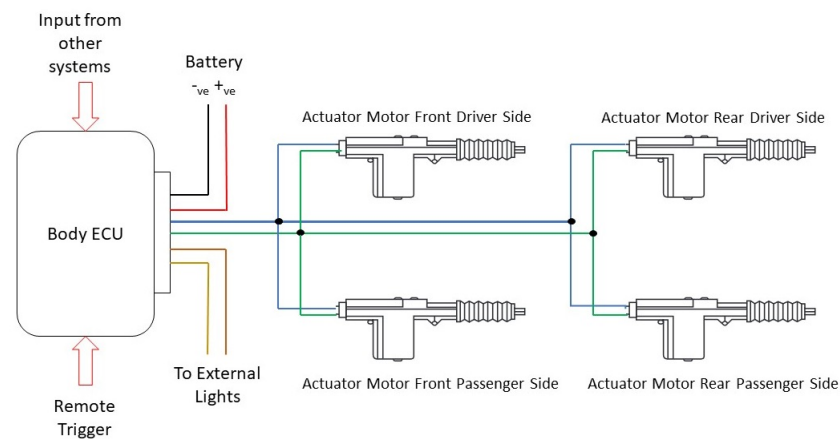 Input from
other
systems
Battery
-ve +ve
Actuator Motor Front Driver Side
Actuator Motor Rear Driver Side
Body ECU
To External
Lights
Actuator Motor Front Passenger Side
Actuator Motor Rear Passenger Side
Remote
Trigger